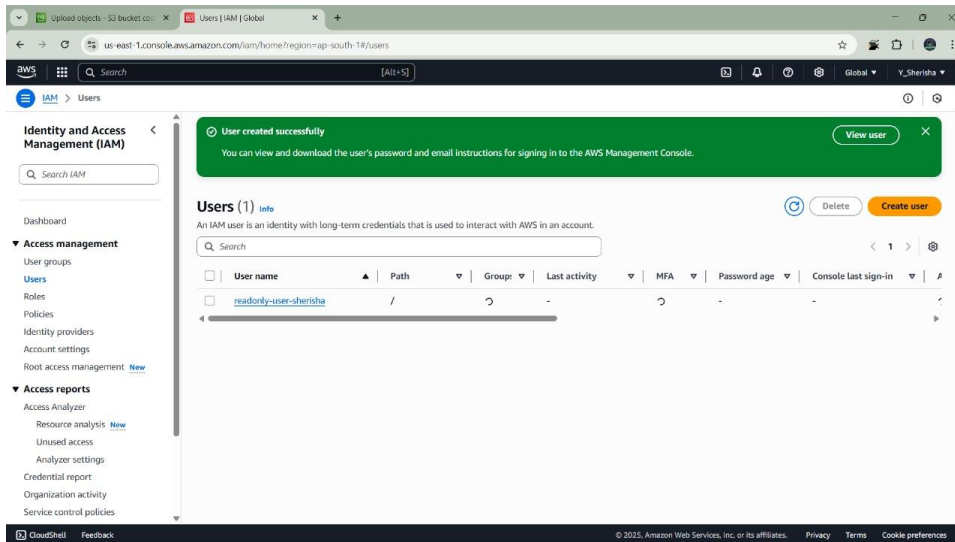 Upload objects - S3 bucket cop
Users | IAM | Global
us-east-1.console.aws.amazon.com/iam/home?region=ap-south-1#/users
aws
Search
[Alt+S]
Global
Y_Sherisha
IAM > Users
Identity and Access Management (IAM)
Search IAM
Dashboard
Access management
User groups
Users
Roles
Policies
Identity providers
Account settings
Root access management New
Access reports
Access Analyzer
Resource analysis New
Unused access
Analyzer settings
Credential report
Organization activity
Service control policies
User created successfully
You can view and download the user's password and email instructions for signing in to the AWS Management Console.
View user
Users (1) Info
Delete
Create user
An IAM user is an identity with long-term credentials that is used to interact with AWS in an account.
Search
1
User name Path Group: Last activity MFA Password age Console last sign-in
readonly-user-sherisha / - - -
CloudShell Feedback
© 2025, Amazon Web Services, Inc. or its affiliates. Privacy Terms Cookie preferences